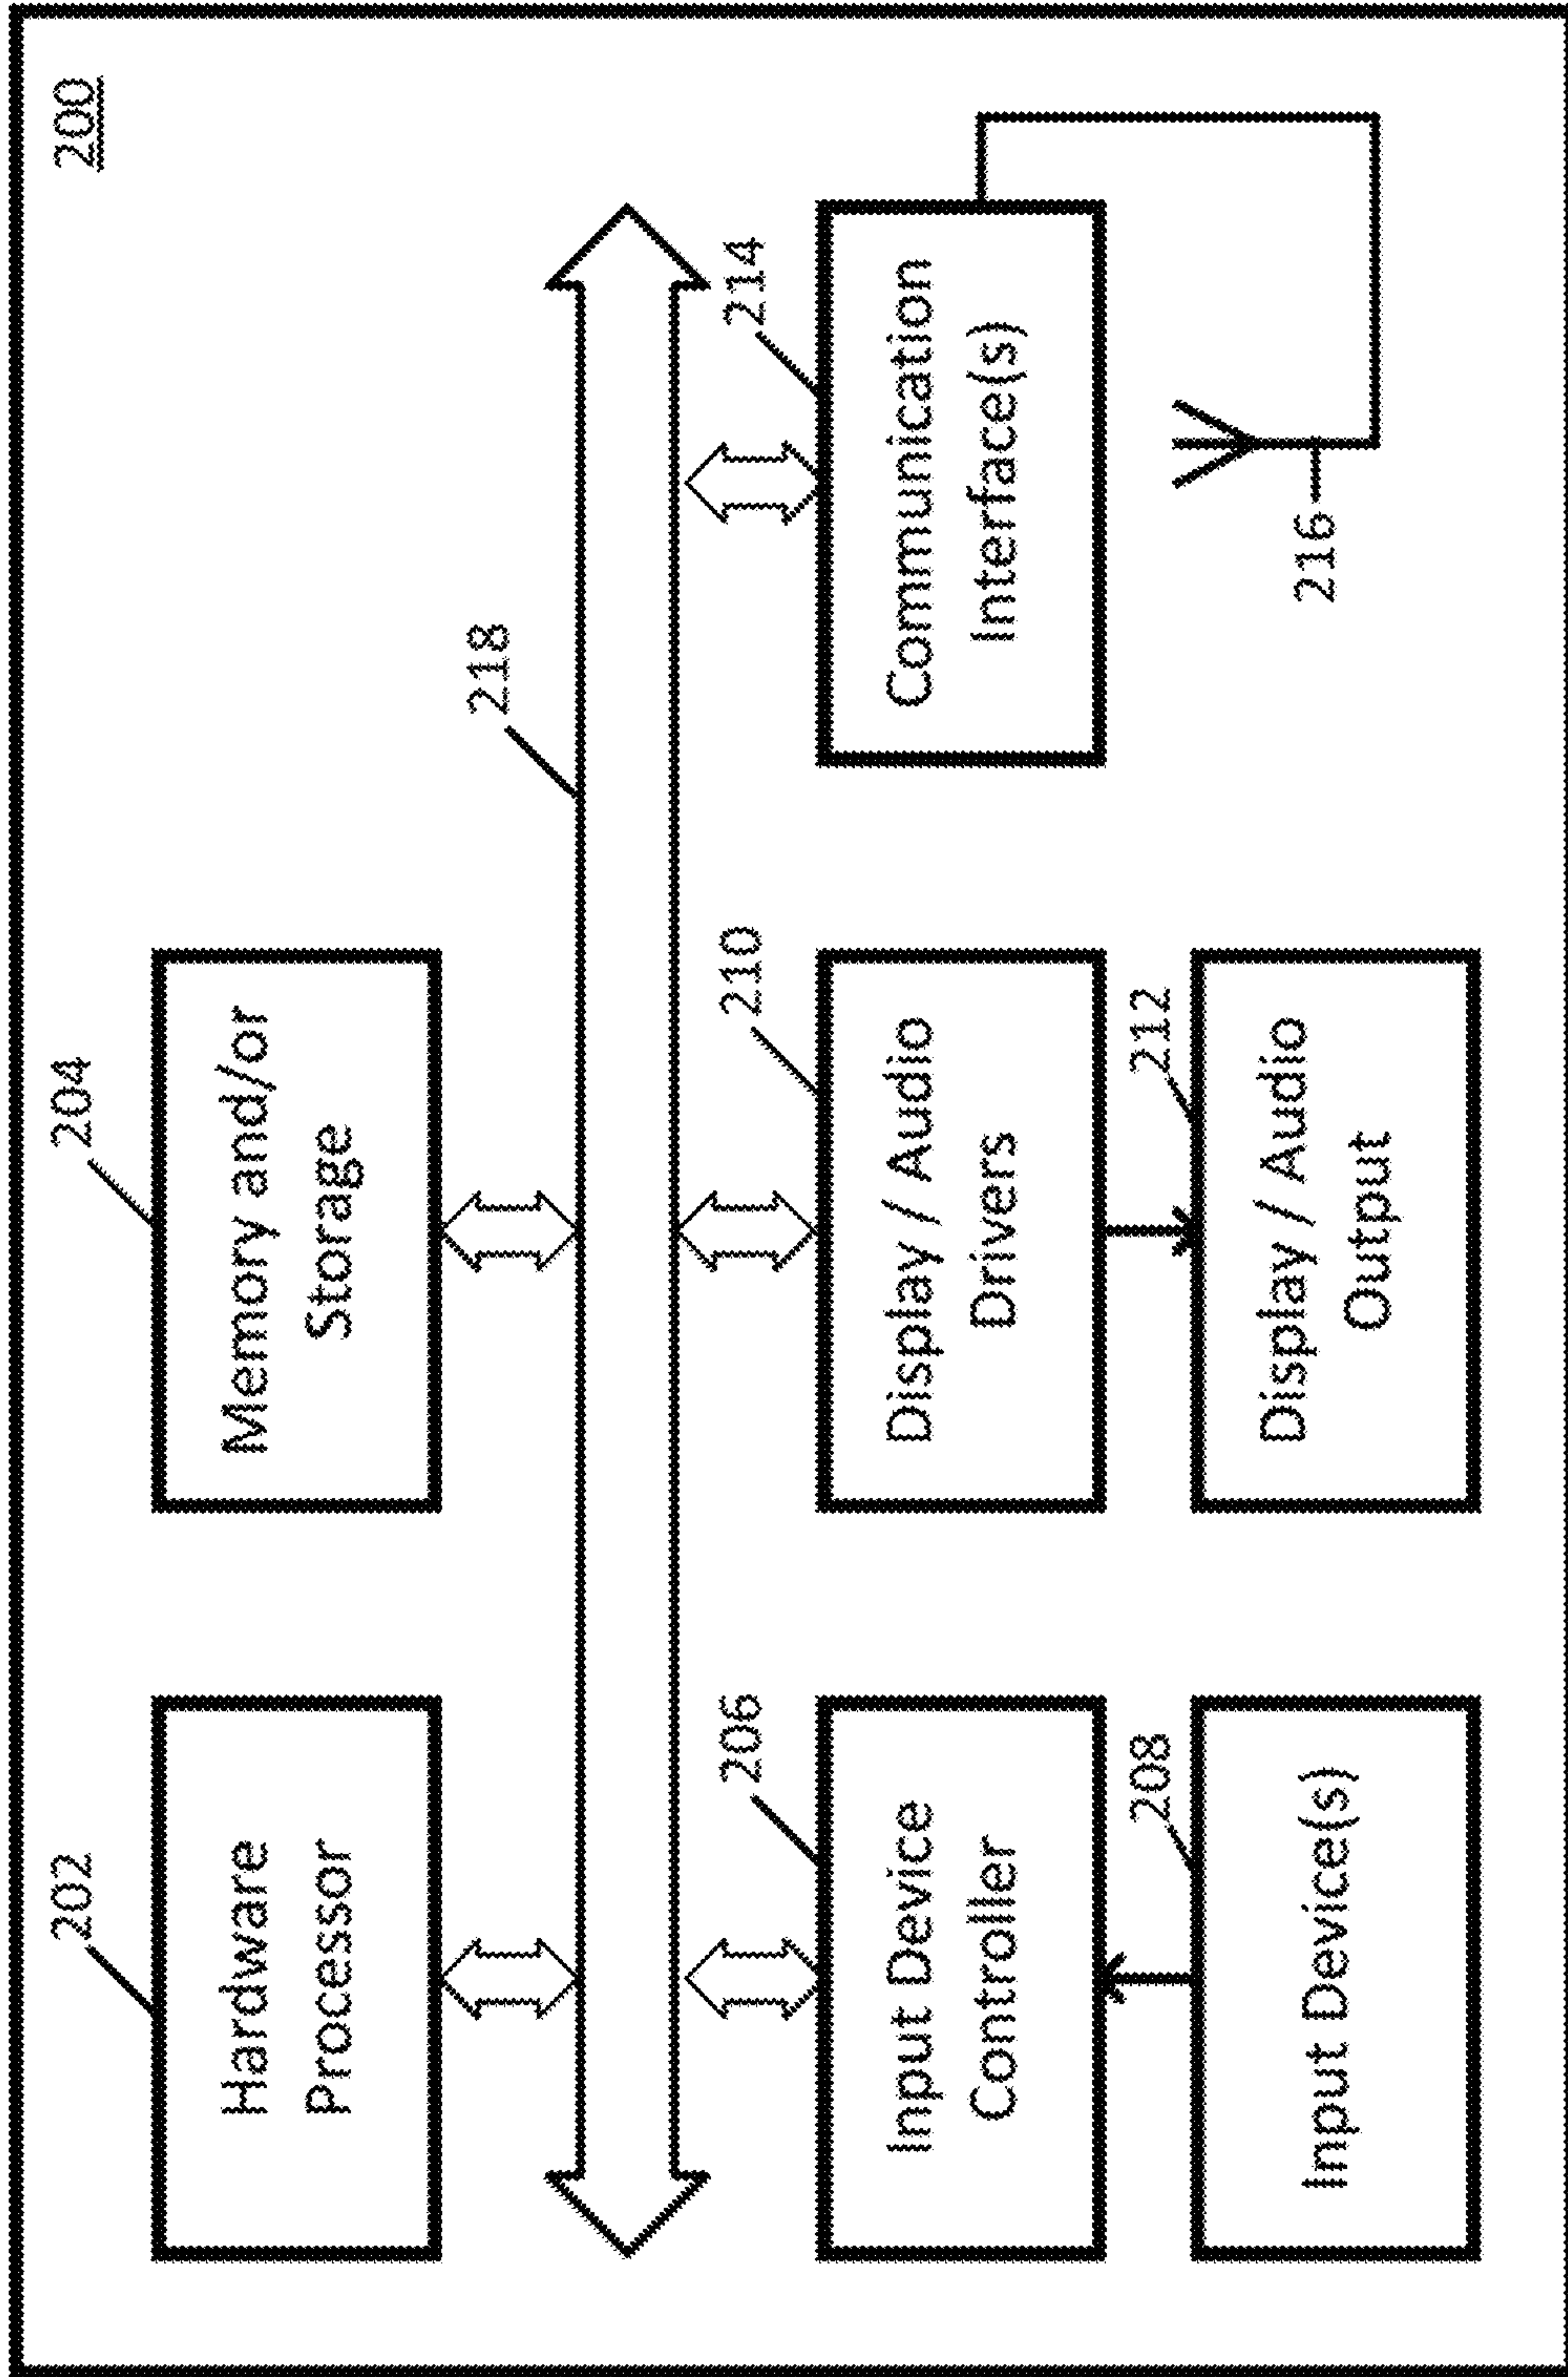 200
202
204
Hardware
Processor
Memory and/or
Storage
218
206
210
214
Input Device
Controller
Display / Audio
Drivers
Communication
Interface(s)
208
212
216
Input Device(s)
Display / Audio
Output